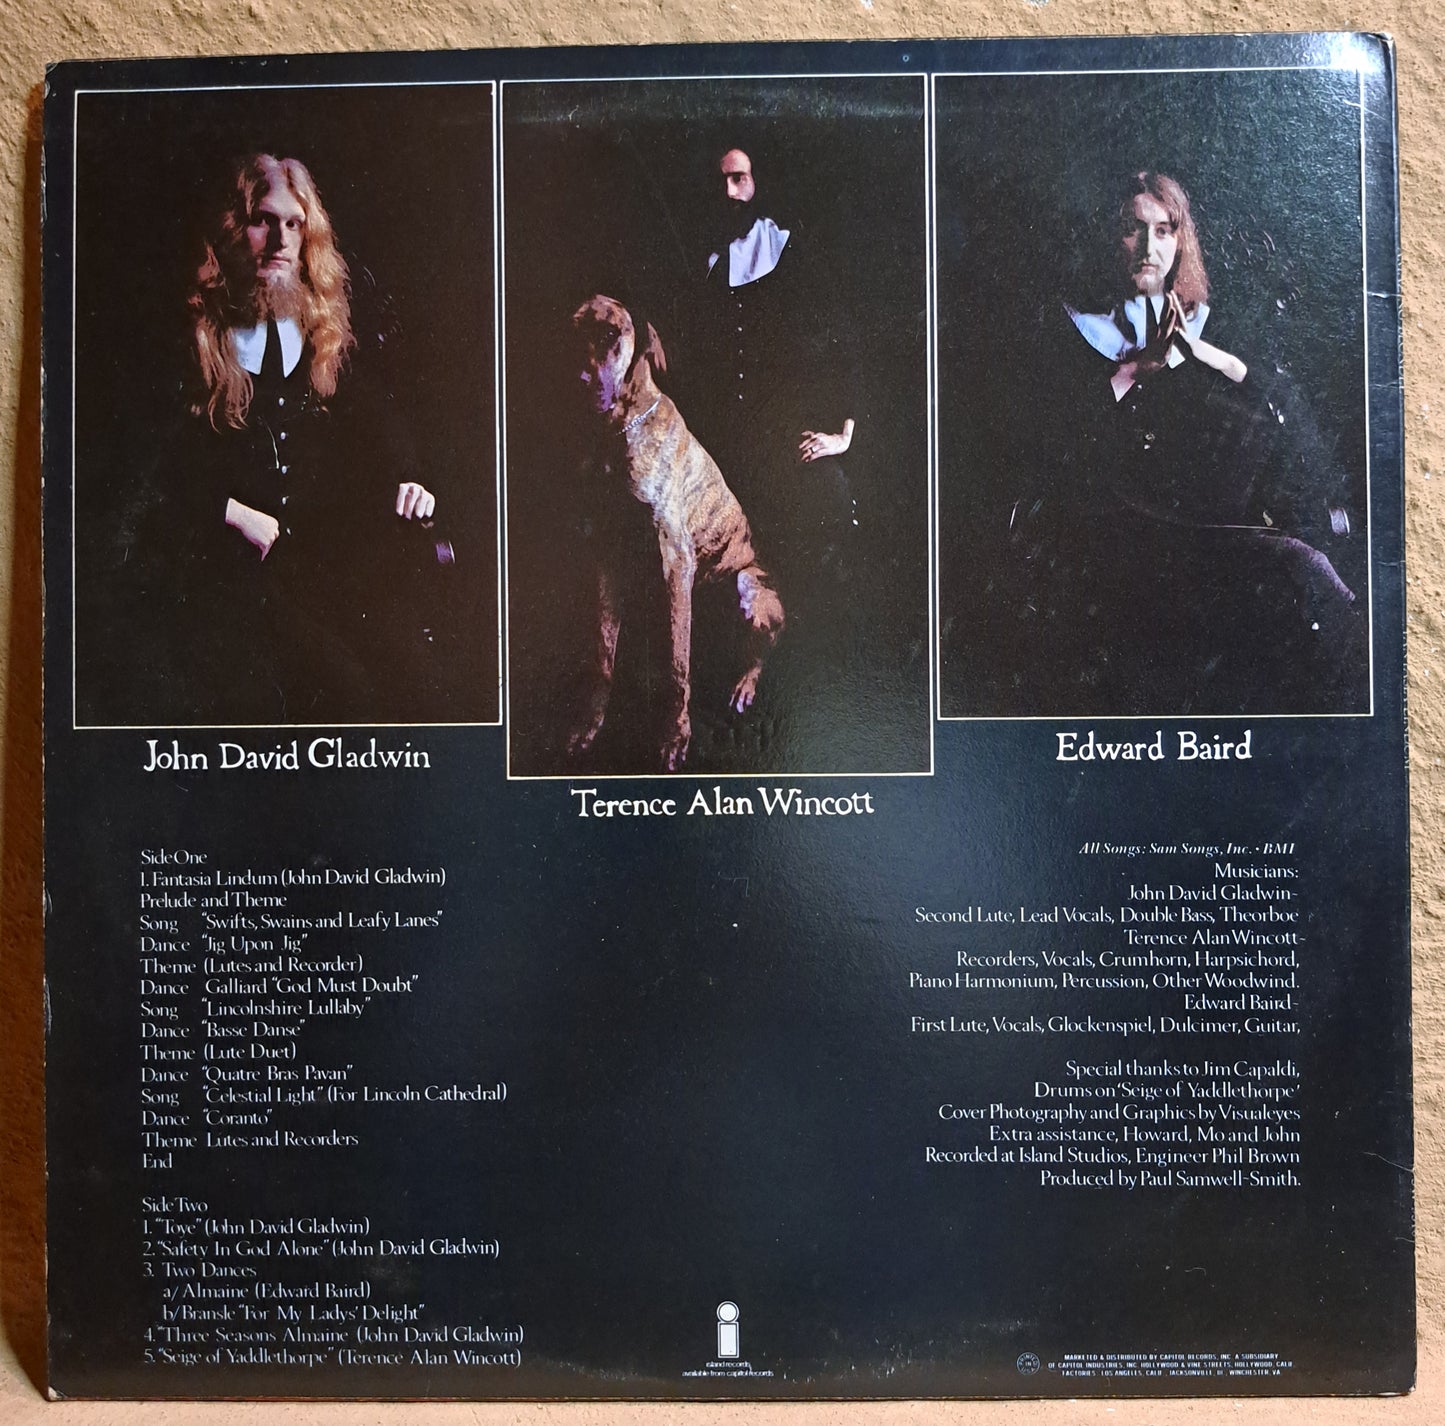 John David Gladwin
Terence Alan Wincott
Edward Baird
Side One
1. Fantasia Lindum (John David Gladwin)
Prelude and Theme
Song "Swifts, Swains and Leafy Lanes"
Dance "Jig Upon Jig"
Theme (Lutes and Recorder)
Dance Galliard "God Must Doubt"
Song "Lincolnshire Lullaby"
Dance "Basse Danse"
Theme (Lute Duet)
Dance "Quatre Bras Pavan"
Song "Celestial Light" (For Lincoln Cathedral)
Dance "Coranto"
Theme Lutes and Recorders
End
Side Two
1. "Toye" (John David Gladwin)
2. "Safety In God Alone" (John David Gladwin)
3. Two Dances
a/ Almaine (Edward Baird)
b/ Bransle "For My Ladys' Delight"
4. "Three Seasons Almaine (John David Gladwin)
5. "Seige of Yaddlethorpe" (Terence Alan Wincott)
All Songs: Sam Songs, Inc. • BMI
Musicians:
John David Gladwin-
Second Lute, Lead Vocals, Double Bass, Theorboe
Terence Alan Wincott-
Recorders, Vocals, Crumhorn, Harpsichord,
Piano Harmonium, Percussion, Other Woodwind.
Edward Baird-
First Lute, Vocals, Glockenspiel, Dulcimer, Guitar,
Special thanks to Jim Capaldi,
Drums on 'Seige of Yaddlethorpe'
Cover Photography and Graphics by Visualeyes
Extra assistance, Howard, Mo and John
Recorded at Island Studios, Engineer Phil Brown
Produced by Paul Samwell-Smith.
island records
available from capitol records
MARKETED & DISTRIBUTED BY CAPITOL RECORDS, INC. A SUBSIDIARY
OF CAPITOL INDUSTRIES, INC. HOLLYWOOD & VINE STREETS, HOLLYWOOD, CALIF.
FACTORIES: LOS ANGELES, CALIF., JACKSONVILLE, ILL., WINCHESTER, VA.